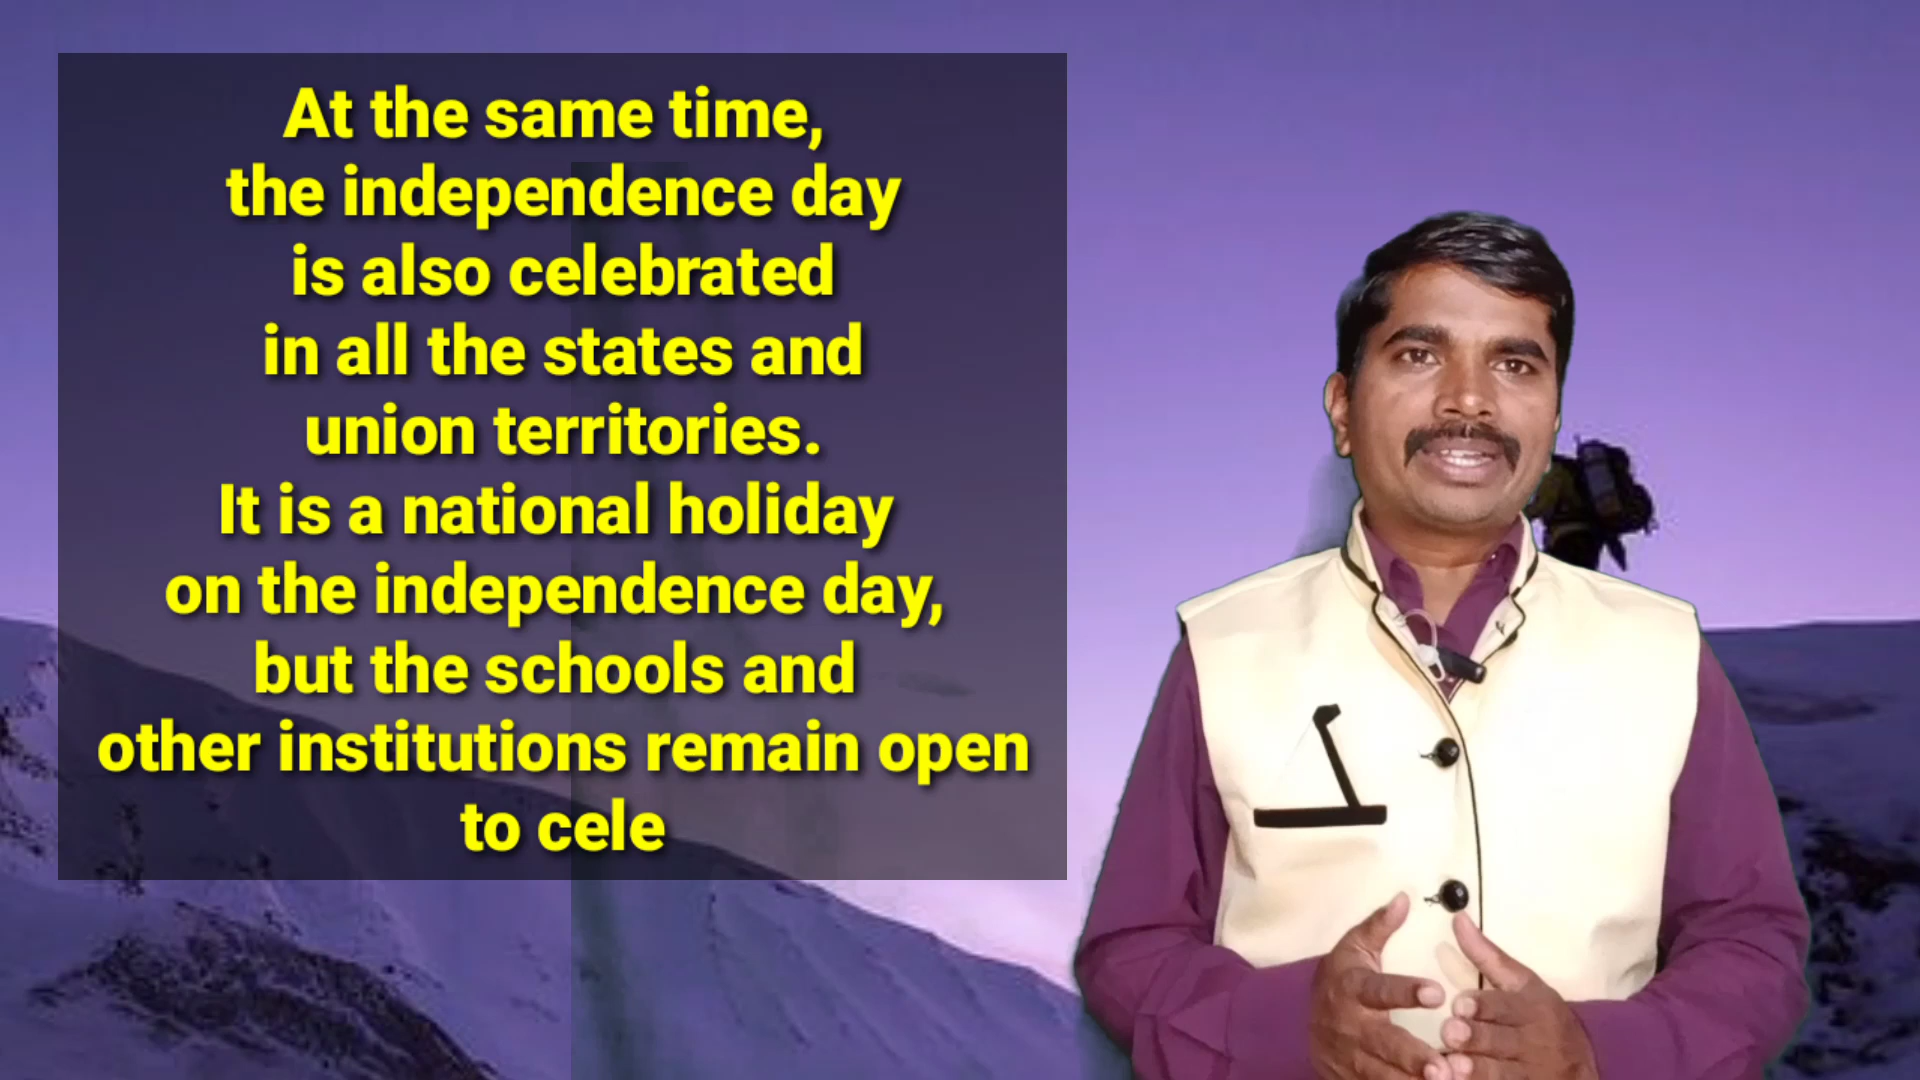 At the same time,
the independence day
is also celebrated
in all the states and
union territories.
It is a national holiday
on the independence day,
but the schools and
other institutions remain open
to cele